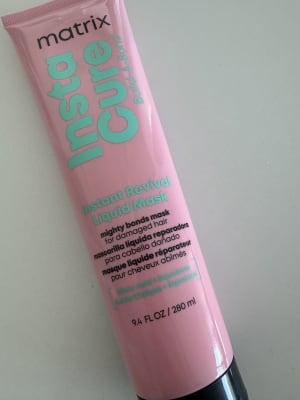 matrix
Insta
Cure
Build-A-Bond
Instant Revival
Liquid Mask
mighty bonds mask
for damaged hair
mascarilla líquida reparadora
para cabello dañado
masque liquide réparateur
pour cheveux abîmés
9.4 FL OZ / 280 ml